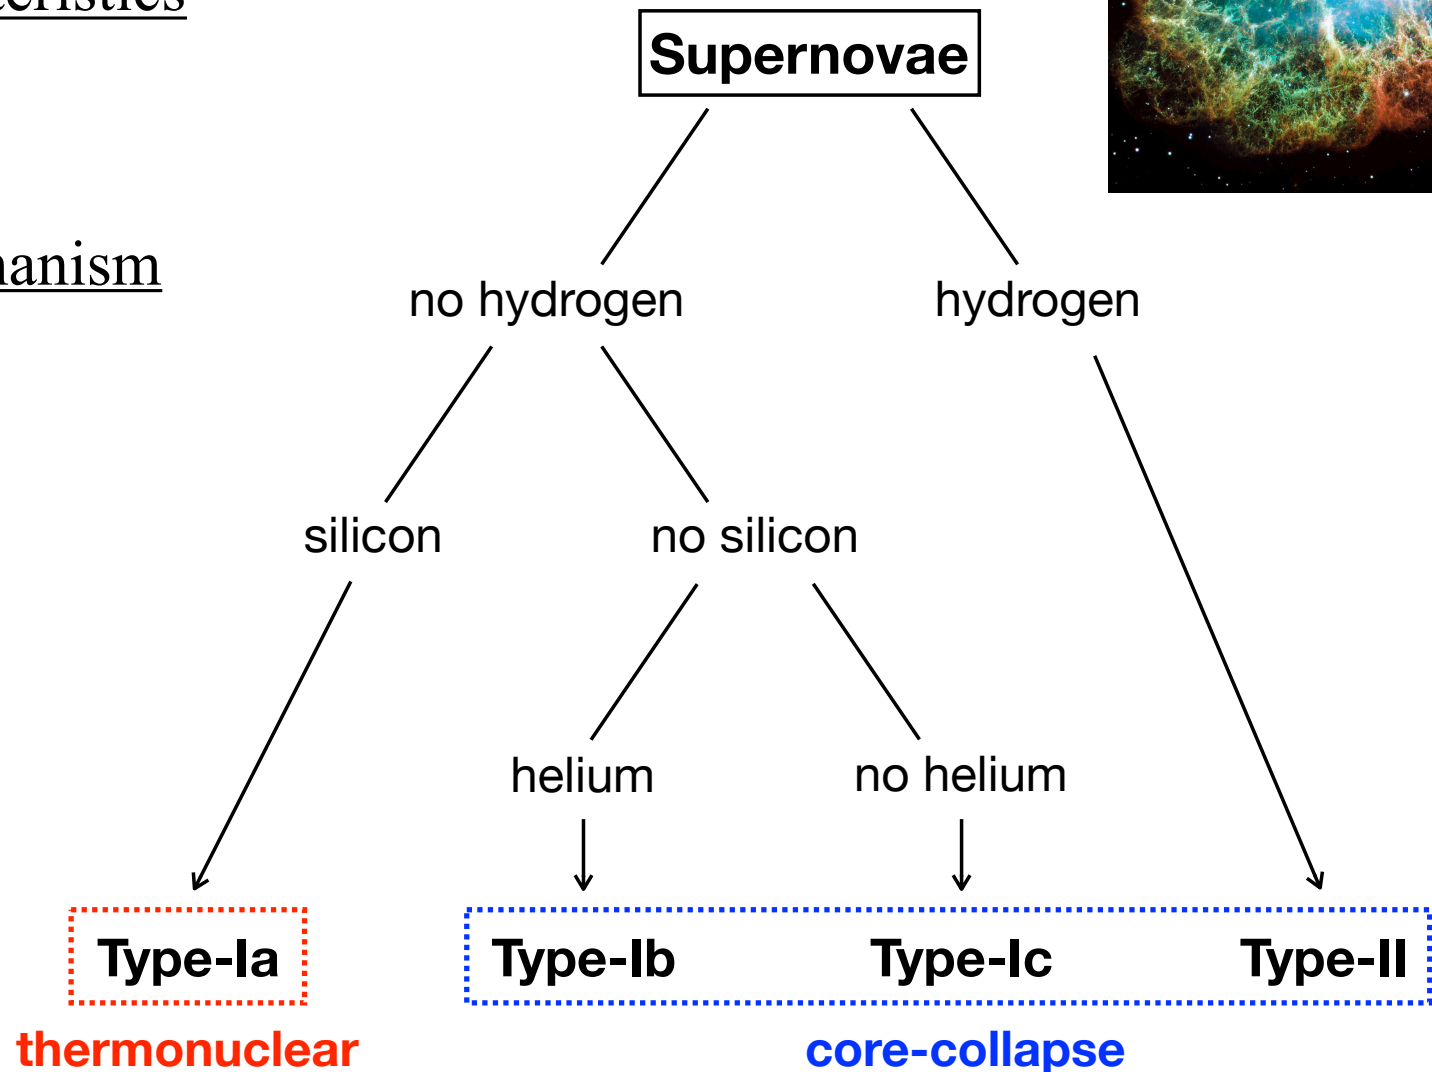 Supernovae
no hydrogen hydrogen
silicon no silicon
helium no helium
Type-Ia Type-Ib Type-Ic Type-II
thermonuclear core-collapse